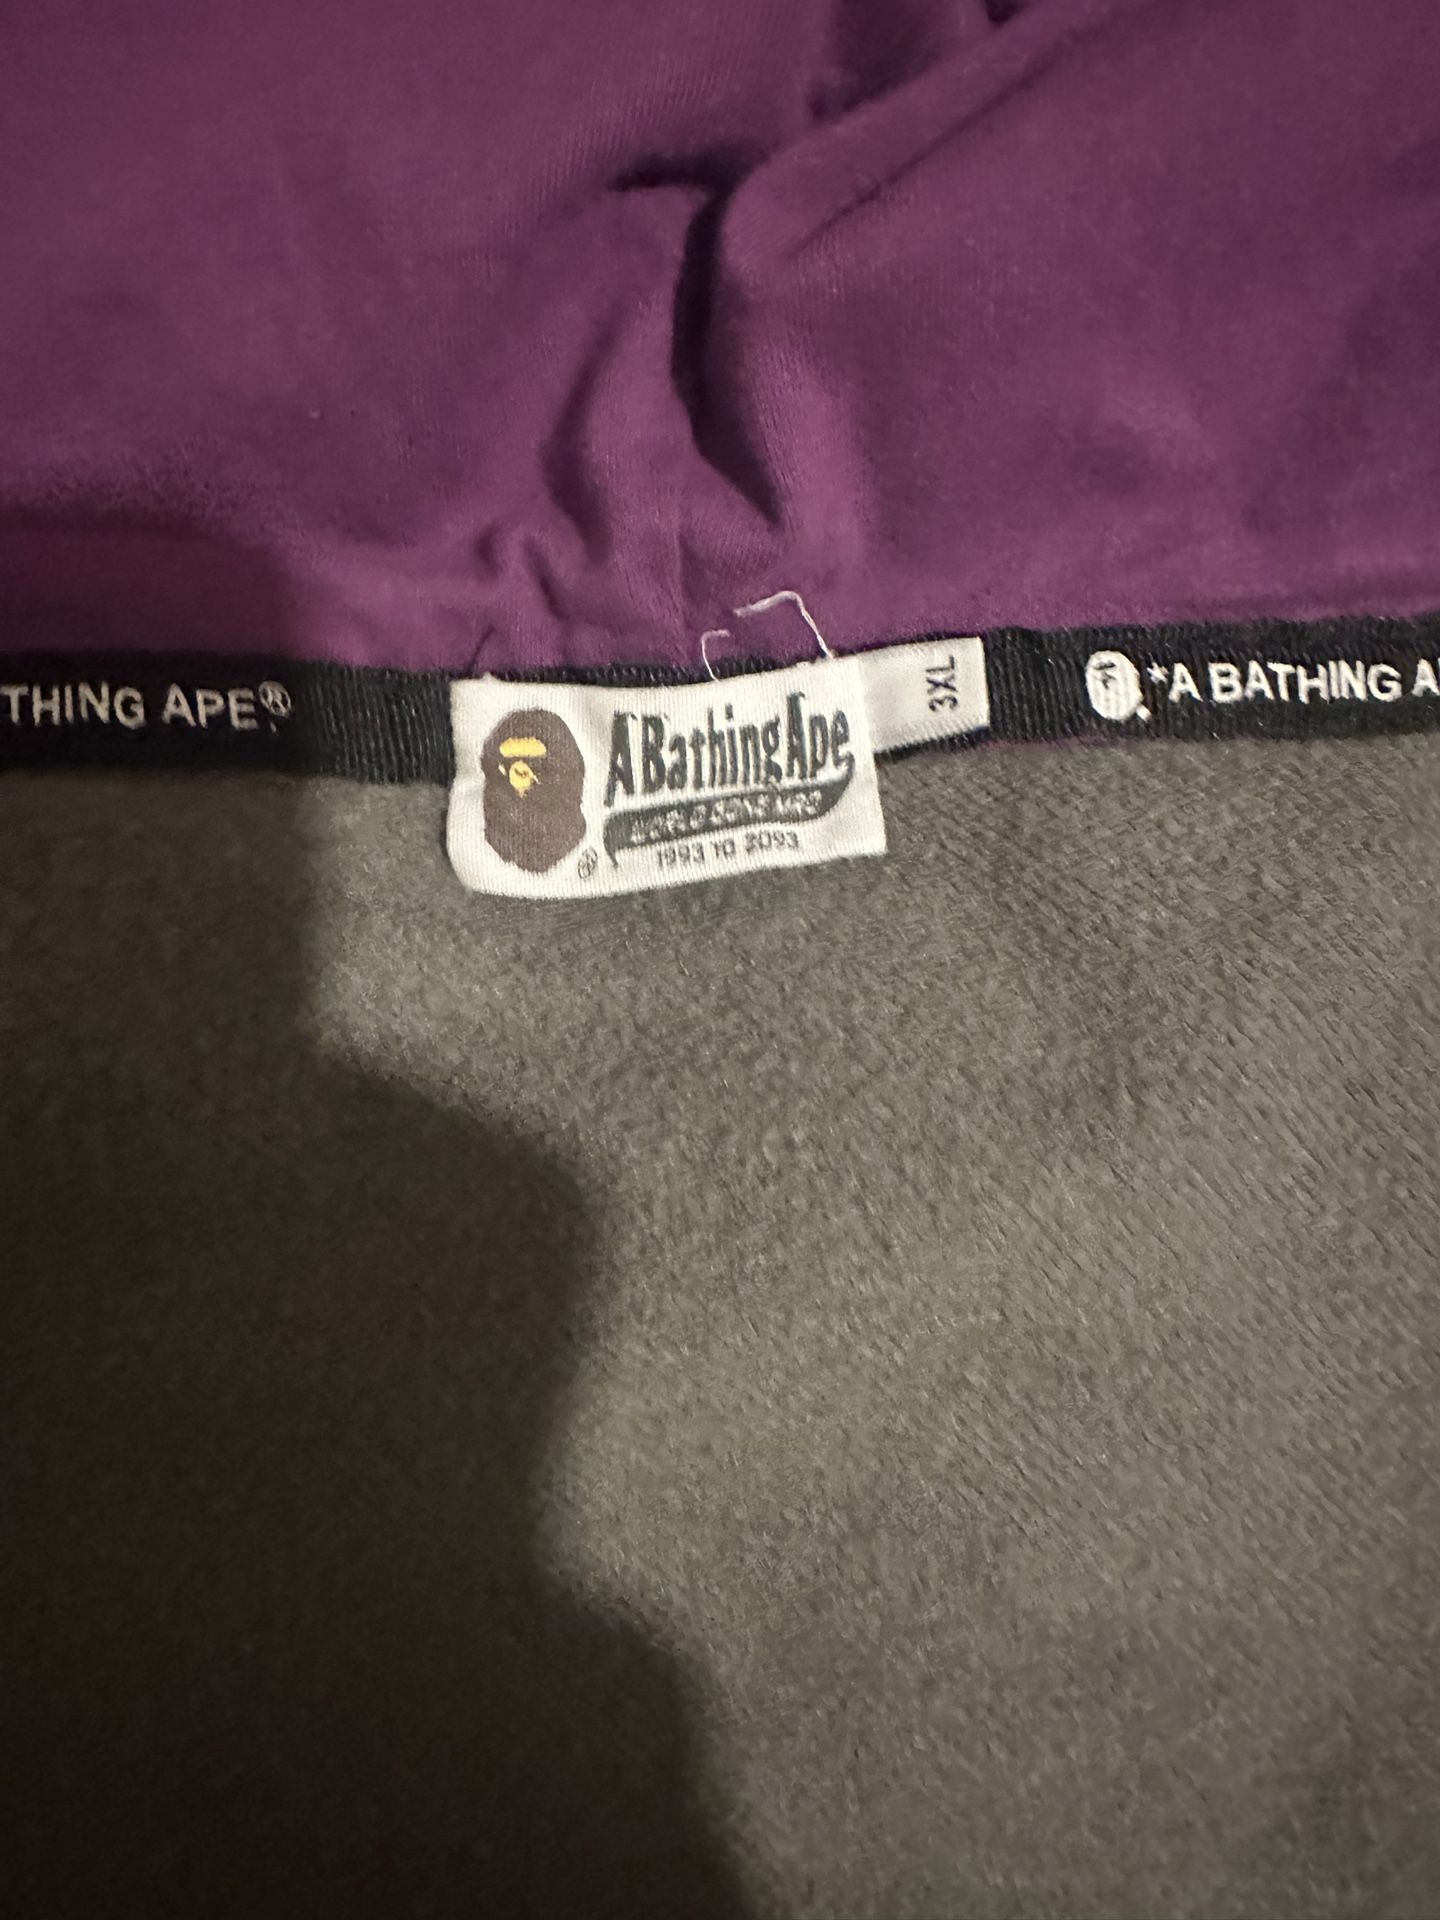 THING APE®
A Bathing Ape
1993 TO 2093
®
3XL
*A BATHING A